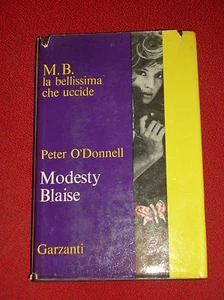 M.B.
la bellissima
che uccide
Peter O'Donnell
Modesty
Blaise
Garzanti